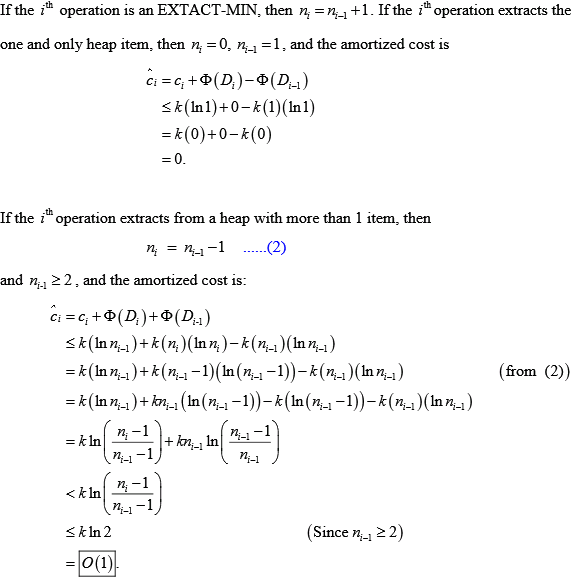 If the i^th operation is an EXTACT-MIN, then n_i = n_{i-1} + 1. If the i^th operation extracts the
one and only heap item, then n_i = 0, n_{i-1} = 1, and the amortized cost is
ĉ_i = c_i + Φ(D_i) − Φ(D_{i-1})
≤ k(ln1) + 0 − k(1)(ln1)
= k(0) + 0 − k(0)
= 0.
If the i^th operation extracts from a heap with more than 1 item, then
n_i = n_{i-1} − 1 ......(2)
and n_{i-1} ≥ 2, and the amortized cost is:
ĉ_i = c_i + Φ(D_i) + Φ(D_{i-1})
≤ k(ln n_{i-1}) + k(n_i)(ln n_i) − k(n_{i-1})(ln n_{i-1})
= k(ln n_{i-1}) + k(n_{i-1} − 1)(ln(n_{i-1} − 1)) − k(n_{i-1})(ln n_{i-1}) (from (2))
= k(ln n_{i-1}) + kn_{i-1}(ln(n_{i-1} − 1)) − k(ln(n_{i-1} − 1)) − k(n_{i-1})(ln n_{i-1})
= k ln((n_i − 1)/(n_{i-1} − 1)) + kn_{i-1} ln((n_{i-1} − 1)/n_{i-1})
< k ln((n_i − 1)/(n_{i-1} − 1))
≤ k ln 2 (Since n_{i-1} ≥ 2)
= O(1).